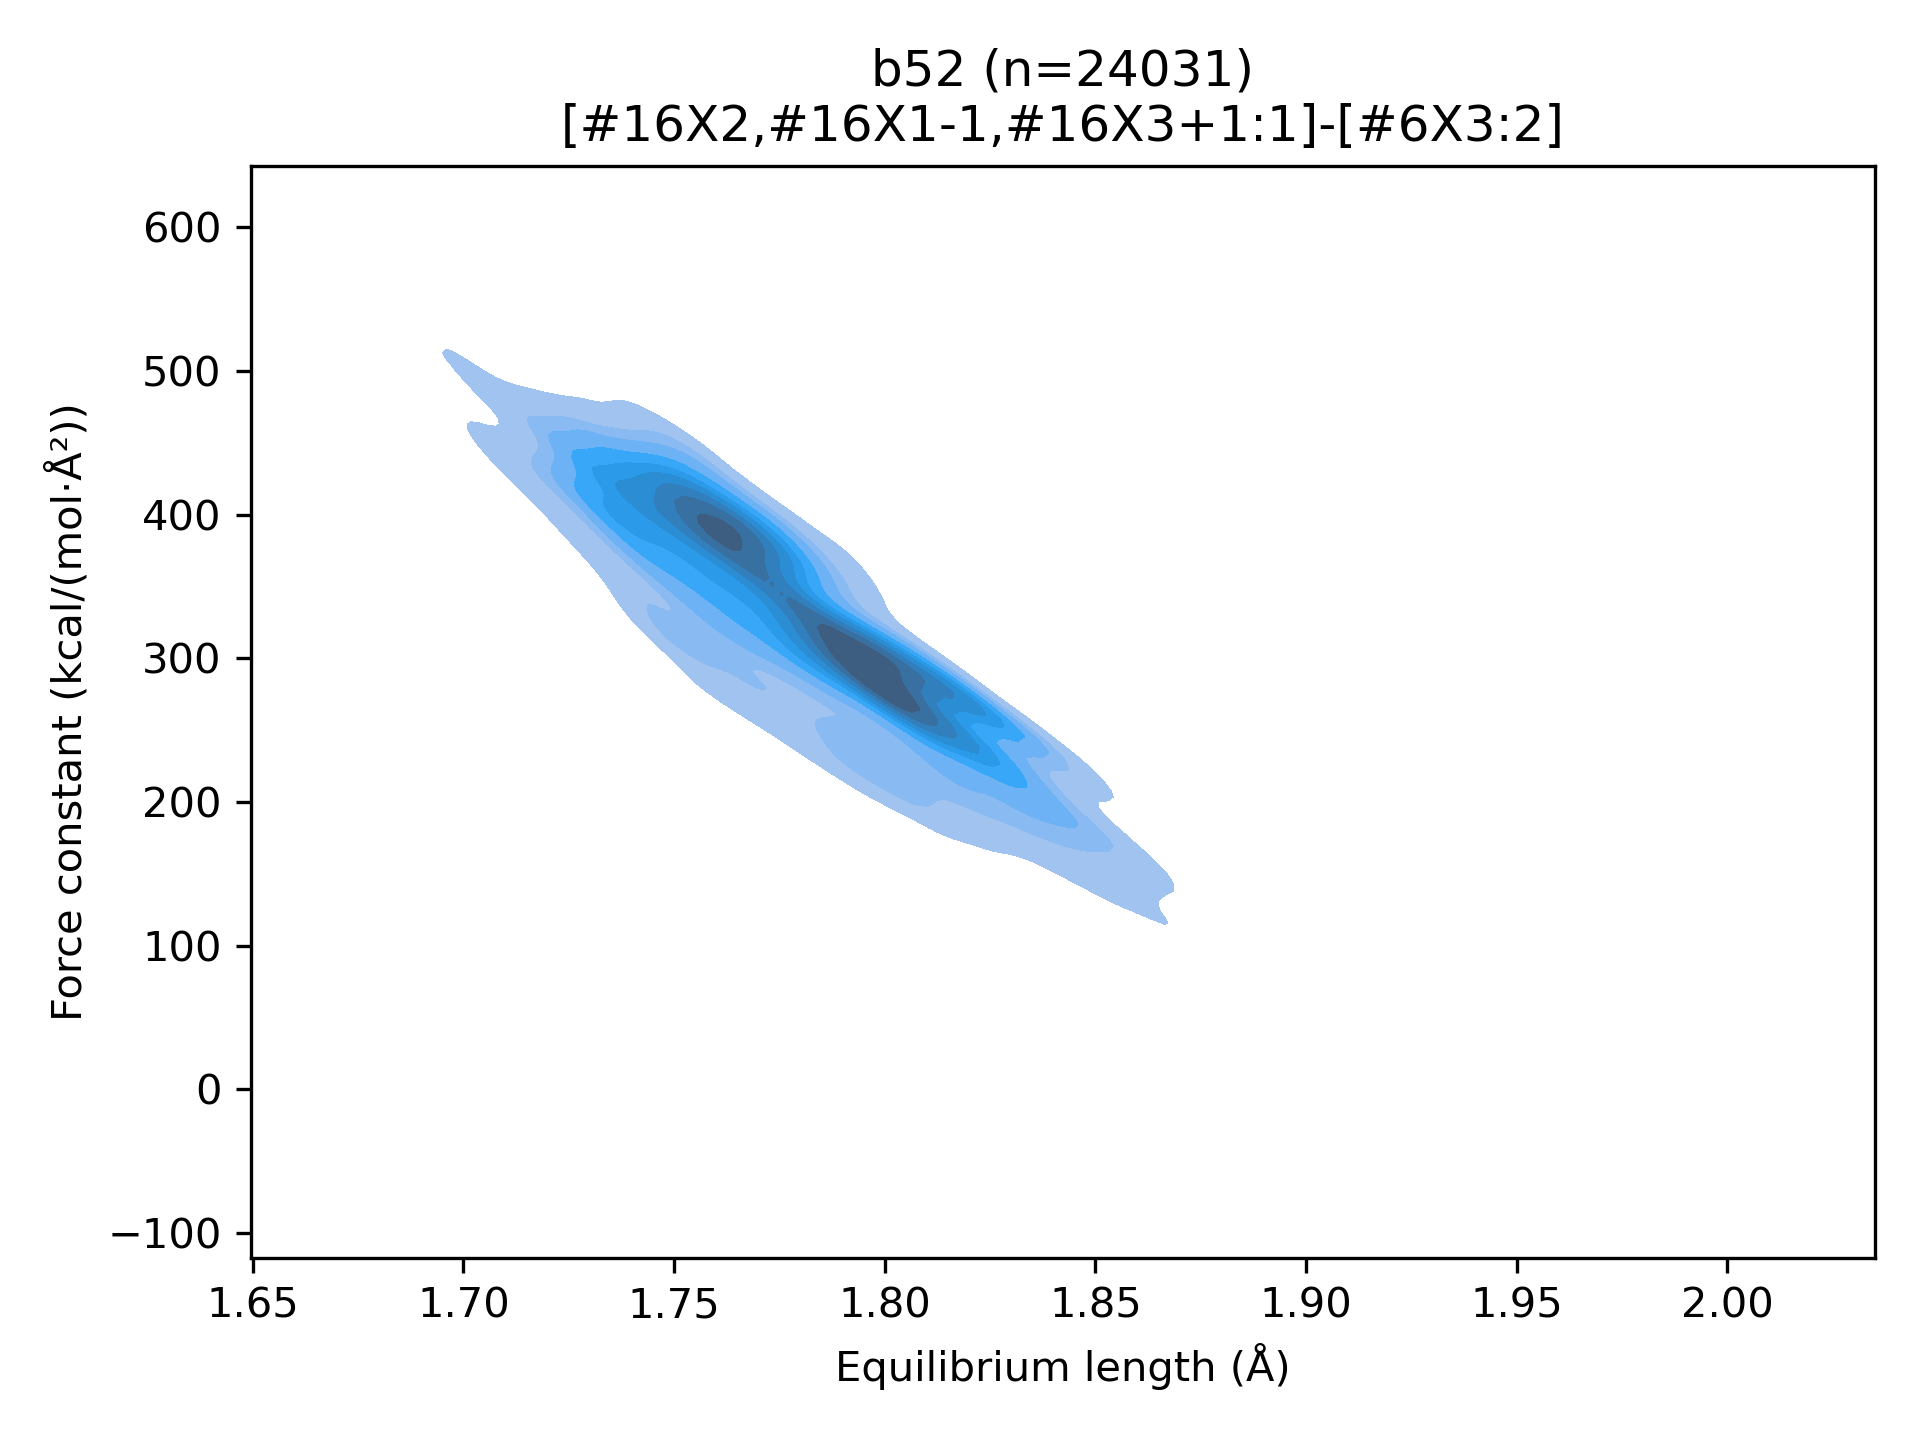 b52 (n=24031)
[#16X2,#16X1-1,#16X3+1:1]-[#6X3:2]
Force constant (kcal/(mol·Å²))
600
500
400
300
200
100
0
−100
1.65 1.70 1.75 1.80 1.85 1.90 1.95 2.00
Equilibrium length (Å)